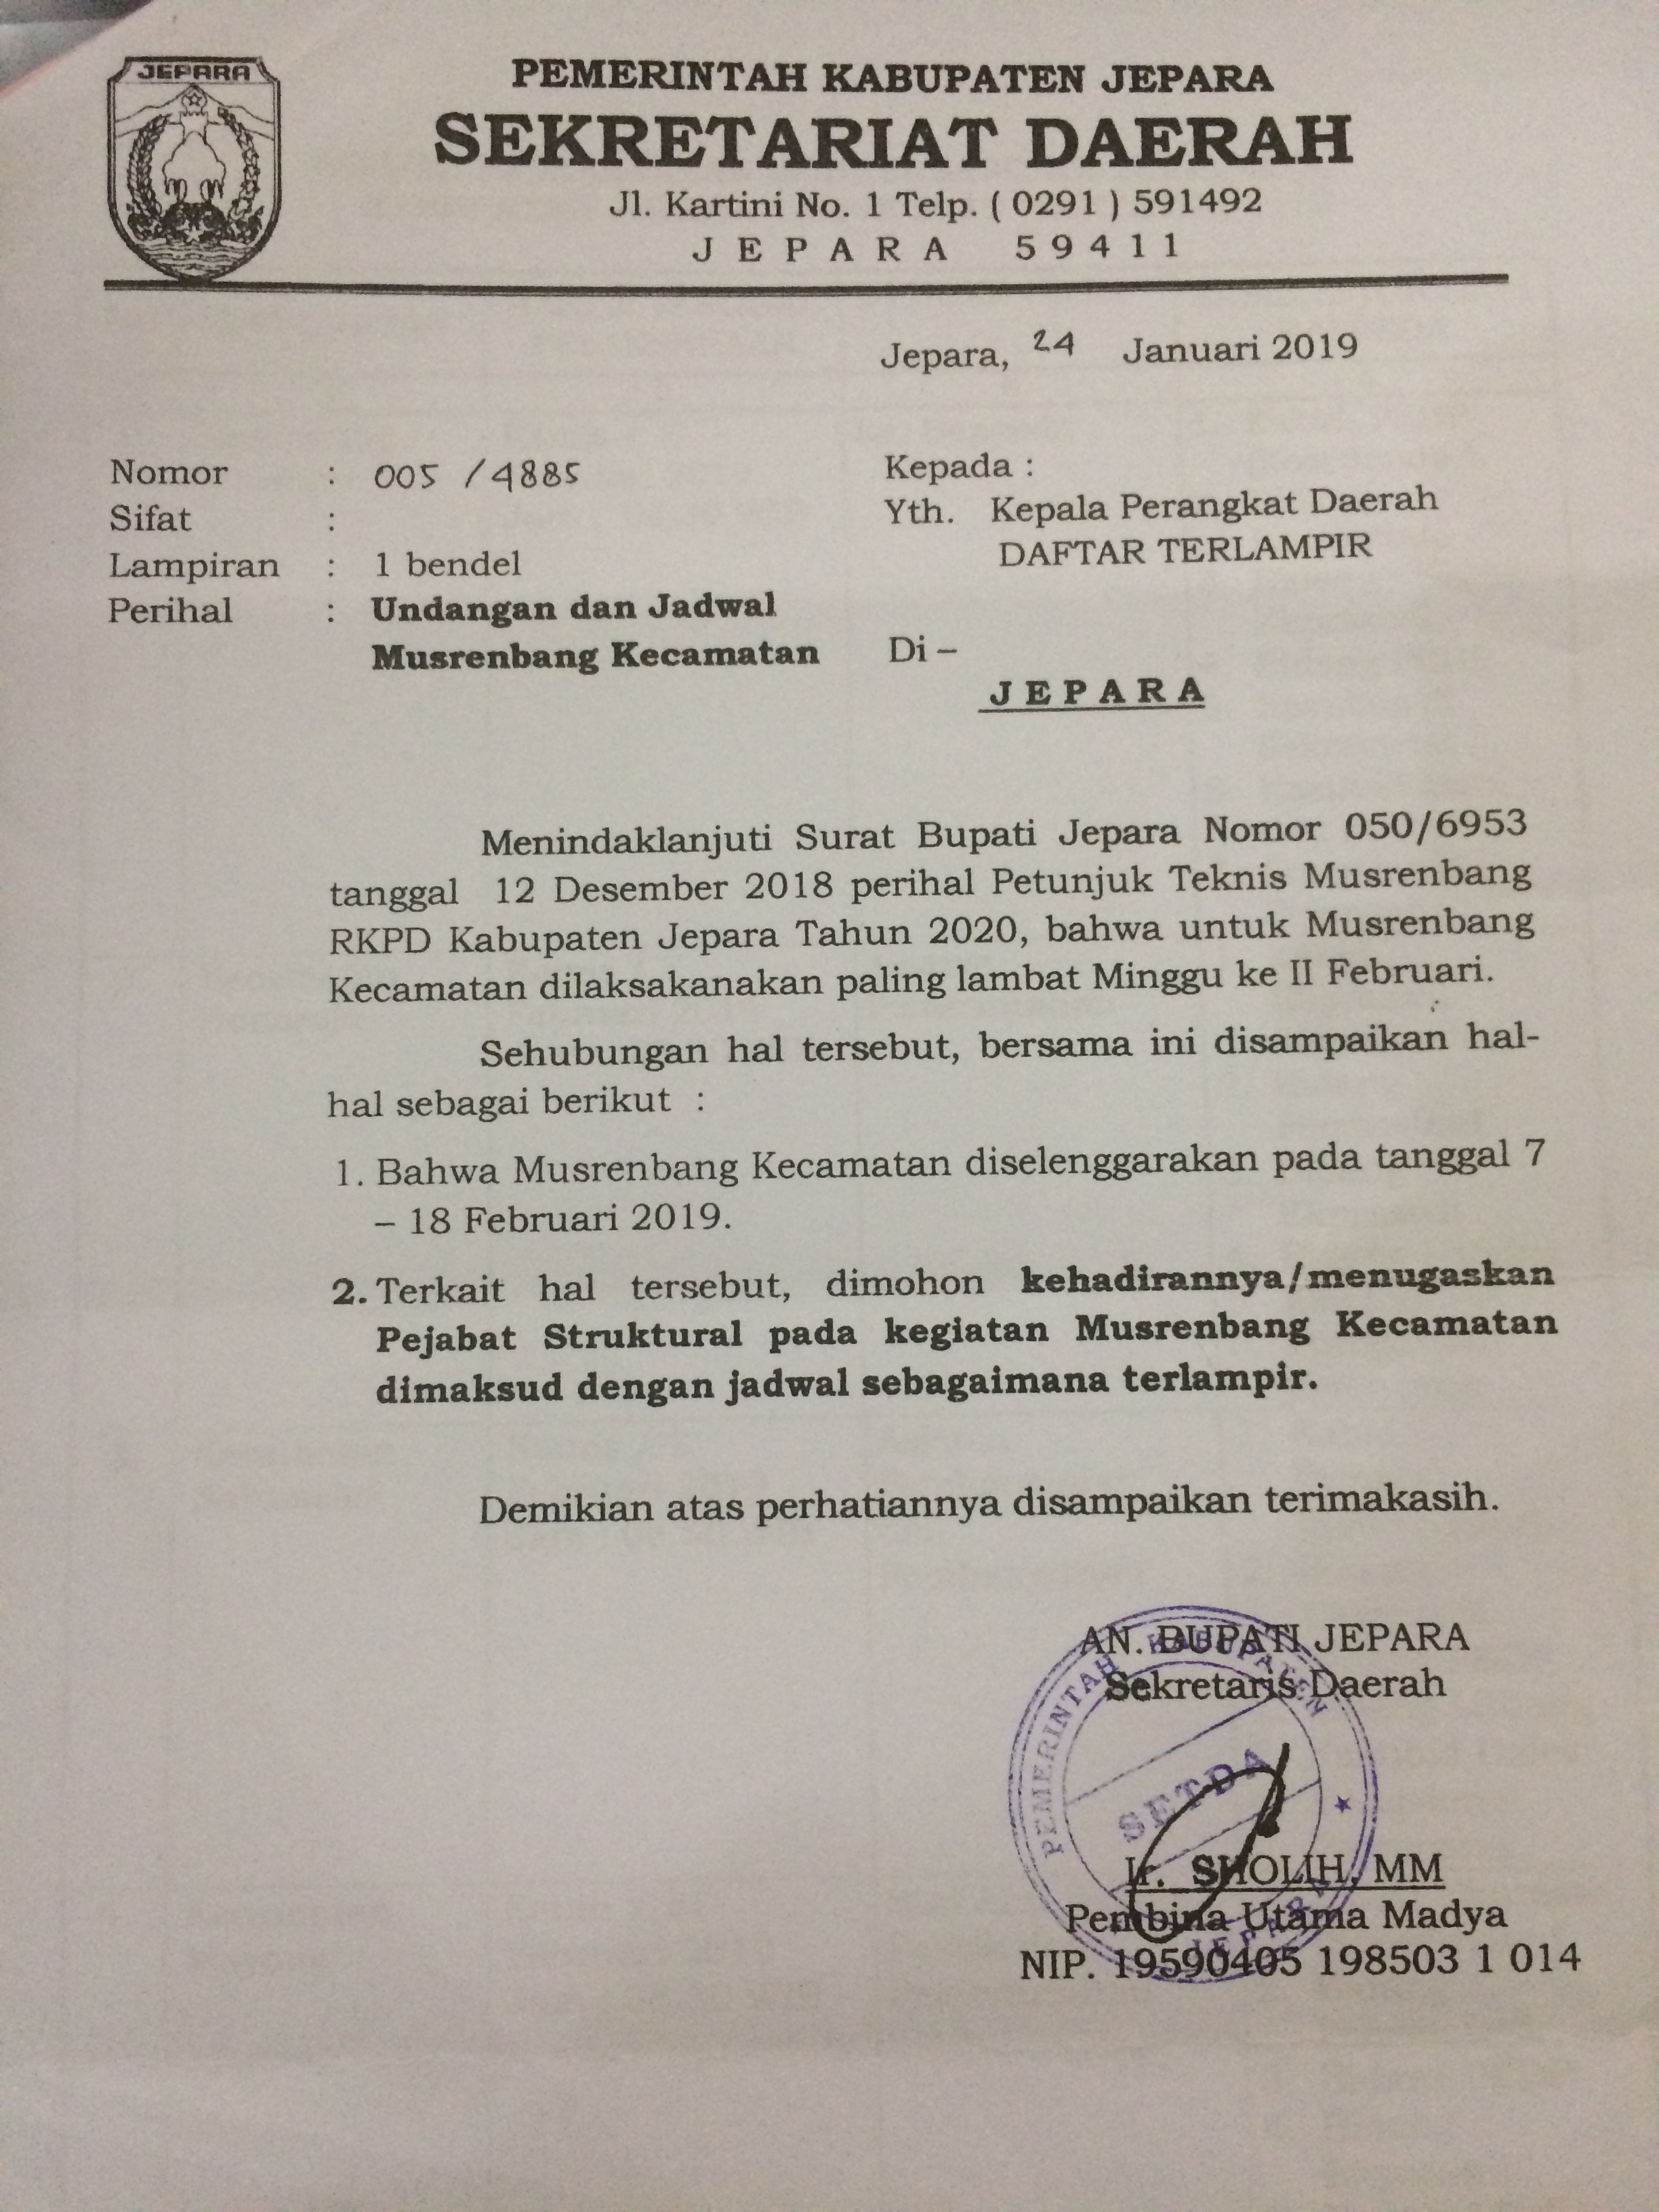 JEPARA
PEMERINTAH KABUPATEN JEPARA
SEKRETARIAT DAERAH
Jl. Kartini No. 1 Telp. ( 0291 ) 591492
J E P A R A 5 9 4 1 1
Jepara, 24 Januari 2019
Nomor : 005 / 4885
Sifat :
Lampiran : 1 bendel
Perihal : Undangan dan Jadwal
Musrenbang Kecamatan
Kepada :
Yth. Kepala Perangkat Daerah
DAFTAR TERLAMPIR
Di –
J E P A R A
Menindaklanjuti Surat Bupati Jepara Nomor 050/6953
tanggal 12 Desember 2018 perihal Petunjuk Teknis Musrenbang
RKPD Kabupaten Jepara Tahun 2020, bahwa untuk Musrenbang
Kecamatan dilaksakanakan paling lambat Minggu ke II Februari.
Sehubungan hal tersebut, bersama ini disampaikan hal-
hal sebagai berikut :
1. Bahwa Musrenbang Kecamatan diselenggarakan pada tanggal 7
– 18 Februari 2019.
2. Terkait hal tersebut, dimohon kehadirannya/menugaskan
Pejabat Struktural pada kegiatan Musrenbang Kecamatan
dimaksud dengan jadwal sebagaimana terlampir.
Demikian atas perhatiannya disampaikan terimakasih.
AN. BUPATI JEPARA
Sekretaris Daerah
PEMERINTAH KABUPATEN
SETDA
JEPARA
Ir. SHOLIH, MM
Pembina Utama Madya
NIP. 19590405 198503 1 014